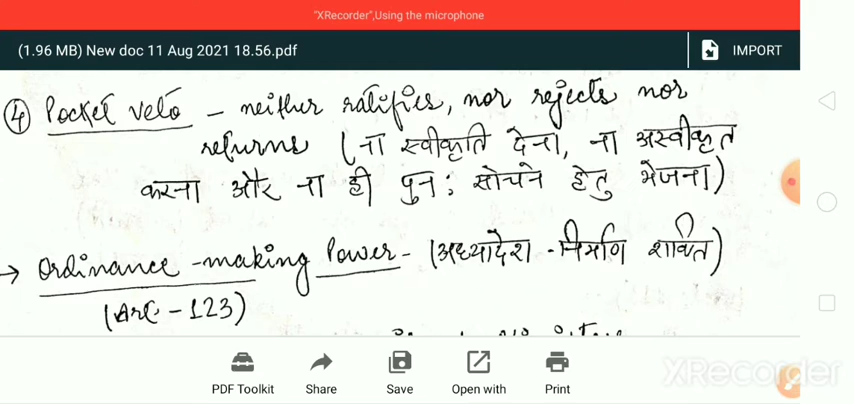 "XRecorder",Using the microphone
(1.96 MB) New doc 11 Aug 2021 18.56.pdf
IMPORT
④ Pocket veto - neither ratifies, nor rejects nor
returns (ना स्वीकृति देना, ना अस्वीकृत
करना और ना ही पुन: सोचने हेतु भेजना)
→ Ordinance-making Power - (अध्यादेश-निर्माण शक्ति)
(Art-123)
PDF Toolkit Share Save Open with Print
XRecorder